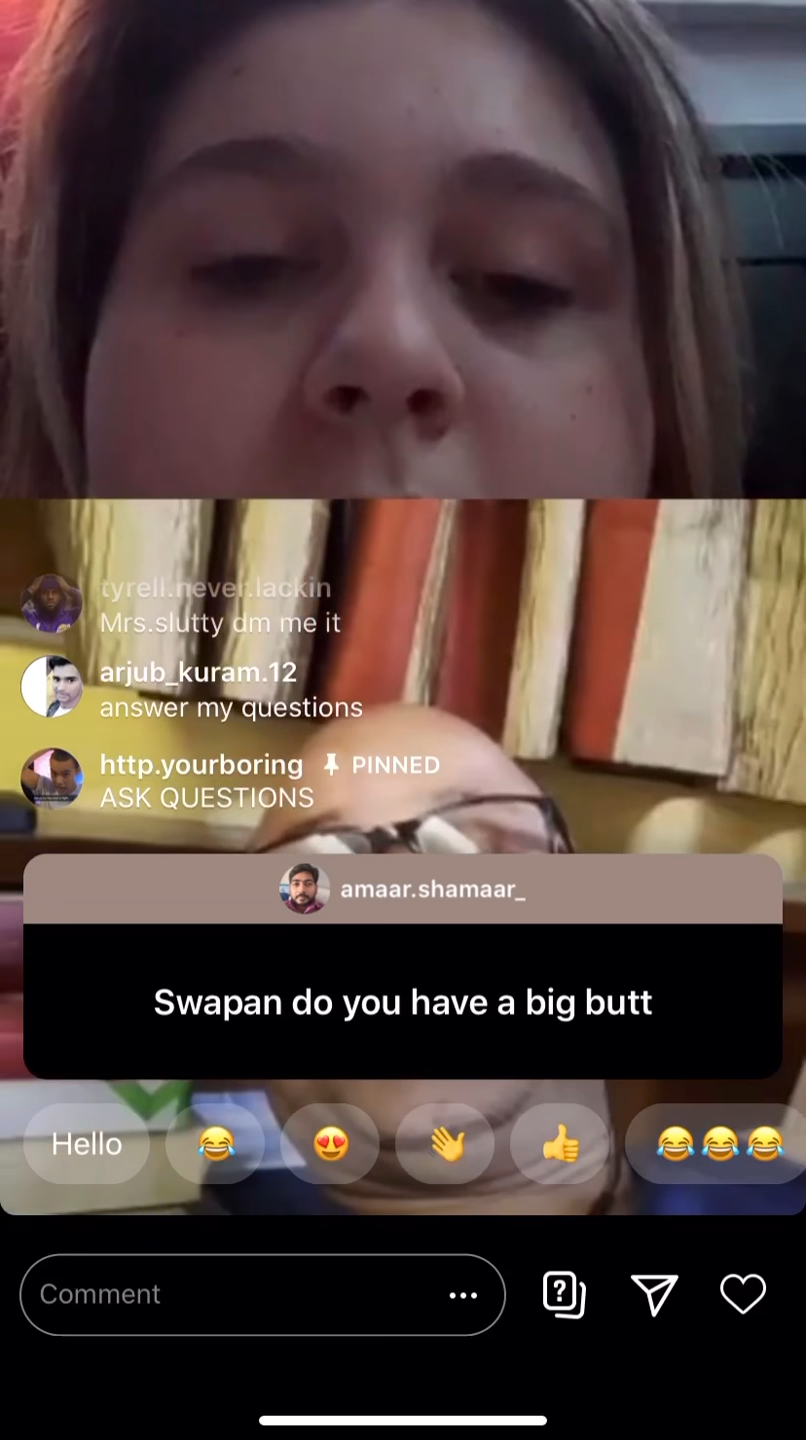 tyrell.never.lackin
Mrs.slutty dm me it
arjub_kuram.12
answer my questions
http.yourboring PINNED
ASK QUESTIONS
amaar.shamaar_
Swapan do you have a big butt
Hello
Comment